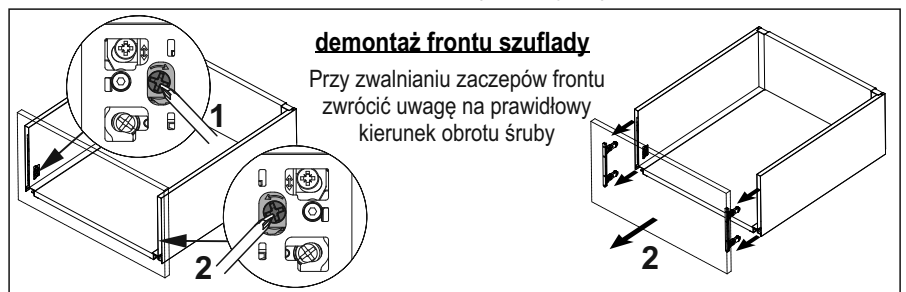 demontaż frontu szuflady
Przy zwalnianiu zaczepów frontu
zwrócić uwagę na prawidłowy
kierunek obrotu śruby
1
2
2